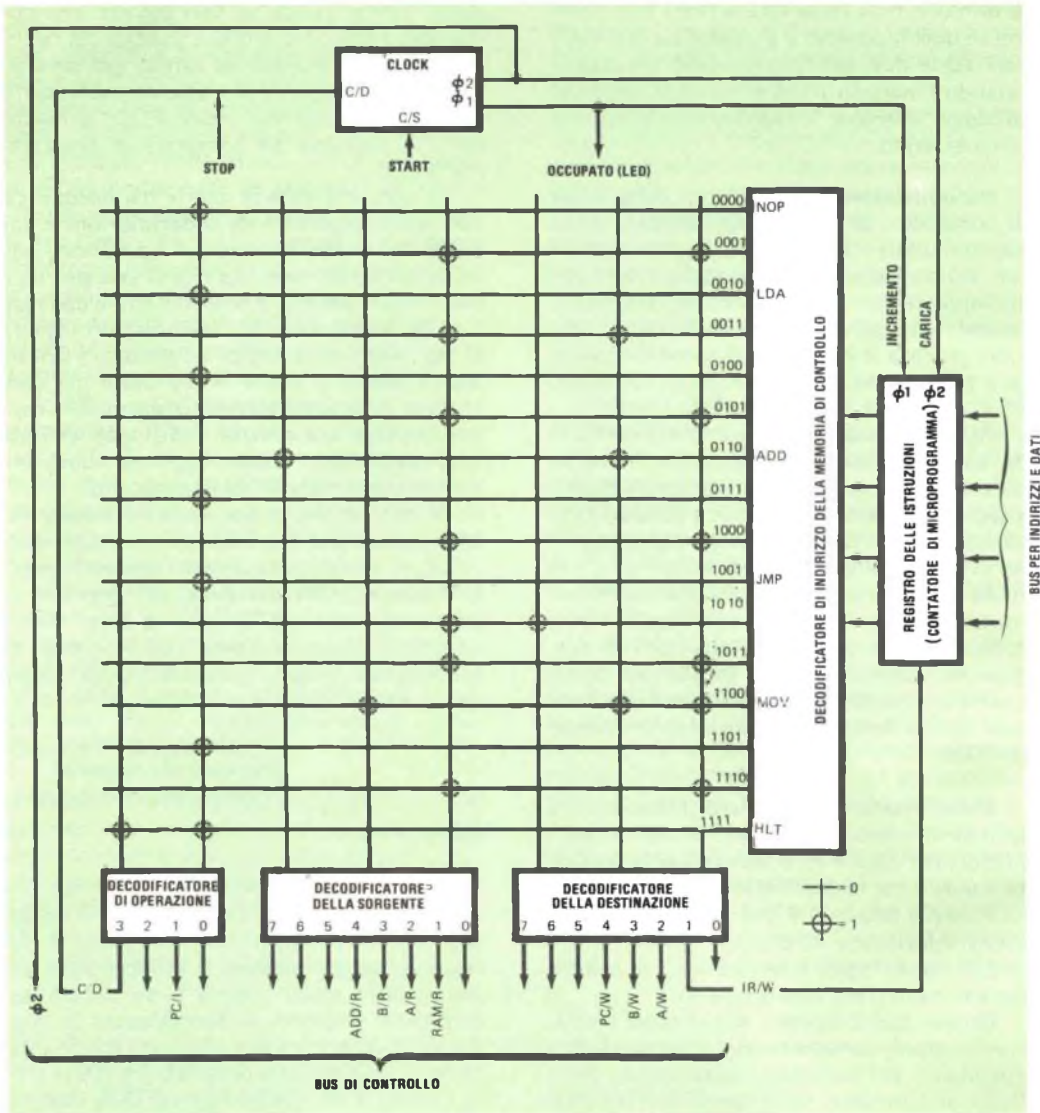 CLOCK
C/D
ϕ2
ϕ1
C/S
STOP
START
OCCUPATO (LED)
0000 NOP
0001
0010 LDA
0011
0100
0101
0110 ADD
0111
1000
1001 JMP
1010
1011
1100 MOV
1101
1110
1111 HLT
DECODIFICATORE DI INDIRIZZO DELLA MEMORIA DI CONTROLLO
INCREMENTO
CARICA
ϕ1 ϕ2
REGISTRO DELLE ISTRUZIONI
(CONTATORE DI MICROPROGRAMMA)
BUS PER INDIRIZZI E DATI
DECODIFICATORE
DI OPERAZIONE
3 2 1 0
DECODIFICATORE
DELLA SORGENTE
7 6 5 4 3 2 1 0
DECODIFICATORE
DELLA DESTINAZIONE
7 6 5 4 3 2 1 0
0
1
ϕ2
C/D
PC/I
ADD/R
B/R
A/R
RAM/R
PC/W
B/W
A/W
IR/W
BUS DI CONTROLLO